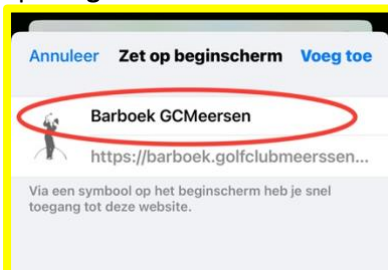 Annuleer Zet op beginscherm Voeg toe
Barboek GCMeersen
https://barboek.golfclubmeerssen...
Via een symbool op het beginscherm heb je snel
toegang tot deze website.